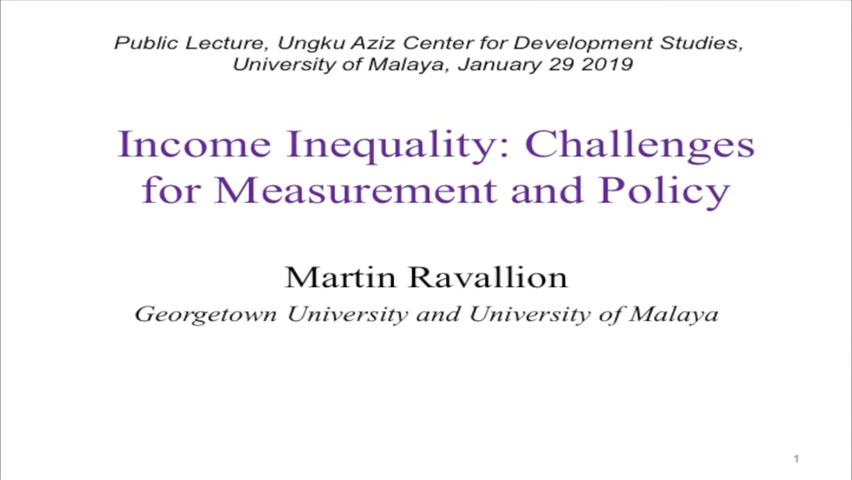 Public Lecture, Ungku Aziz Center for Development Studies,
University of Malaya, January 29 2019
Income Inequality: Challenges
for Measurement and Policy
Martin Ravallion
Georgetown University and University of Malaya
1